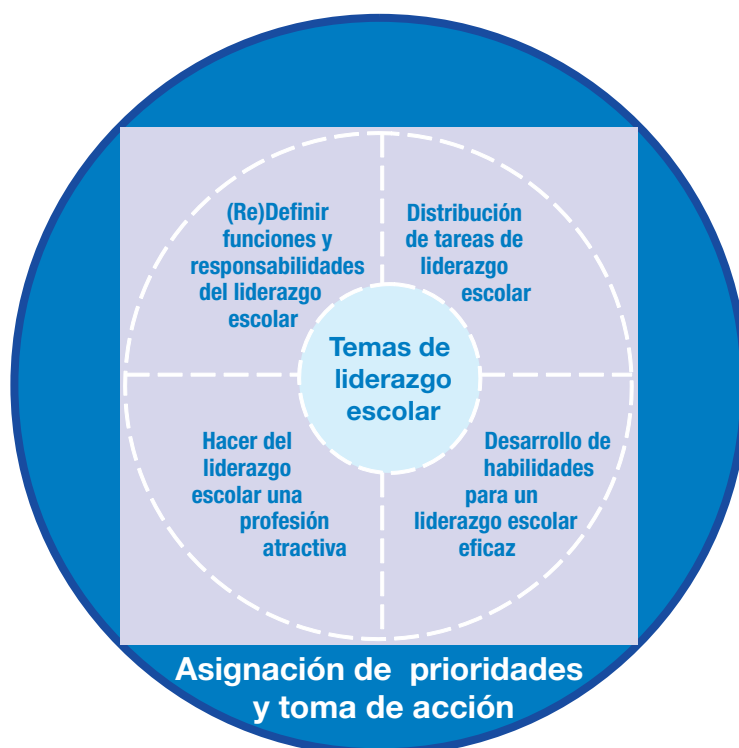 (Re)Definir
funciones y
responsabilidades
del liderazgo
escolar
Distribución
de tareas de
liderazgo
escolar
Temas de
liderazgo
escolar
Hacer del
liderazgo
escolar una
profesión
atractiva
Desarrollo de
habilidades
para un
liderazgo escolar
eficaz
Asignación de prioridades
y toma de acción